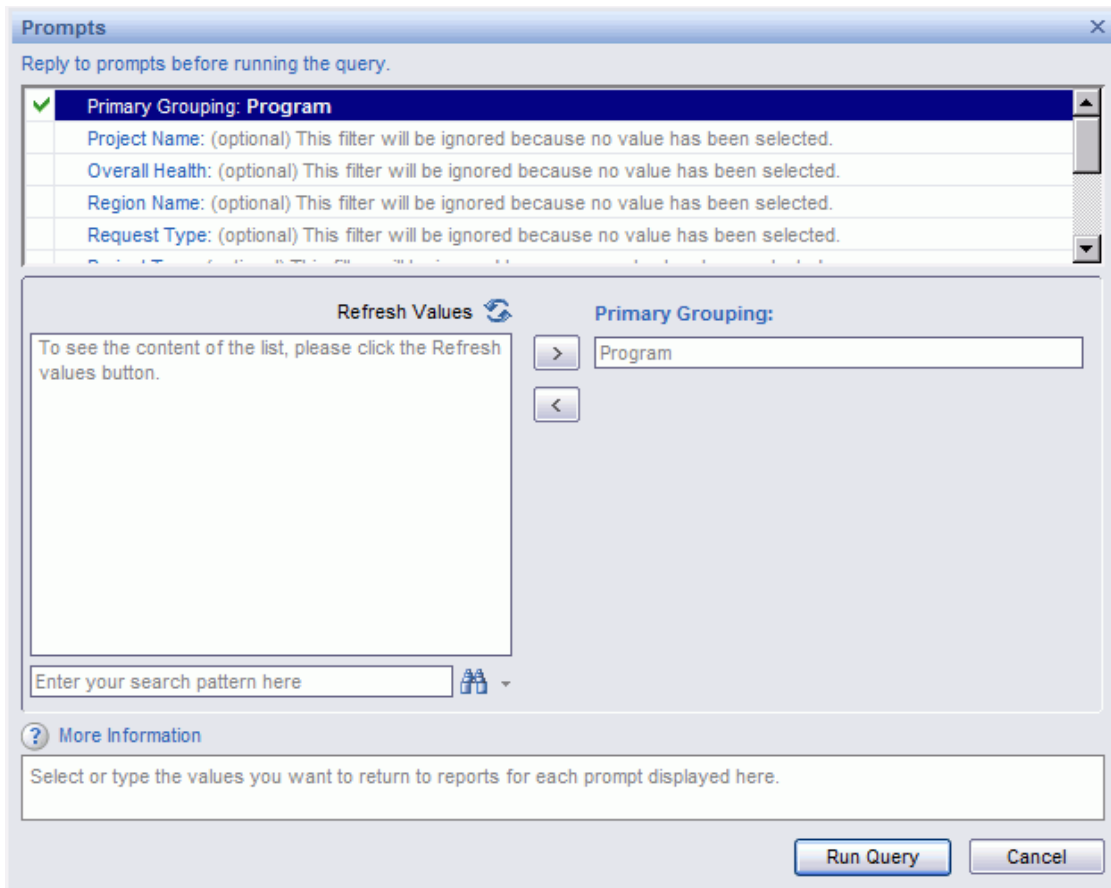 Prompts
Reply to prompts before running the query.
Primary Grouping: Program
Project Name: (optional) This filter will be ignored because no value has been selected.
Overall Health: (optional) This filter will be ignored because no value has been selected.
Region Name: (optional) This filter will be ignored because no value has been selected.
Request Type: (optional) This filter will be ignored because no value has been selected.
Refresh Values
To see the content of the list, please click the Refresh
values button.
Enter your search pattern here
>
<
Primary Grouping:
Program
? More Information
Select or type the values you want to return to reports for each prompt displayed here.
Run Query
Cancel